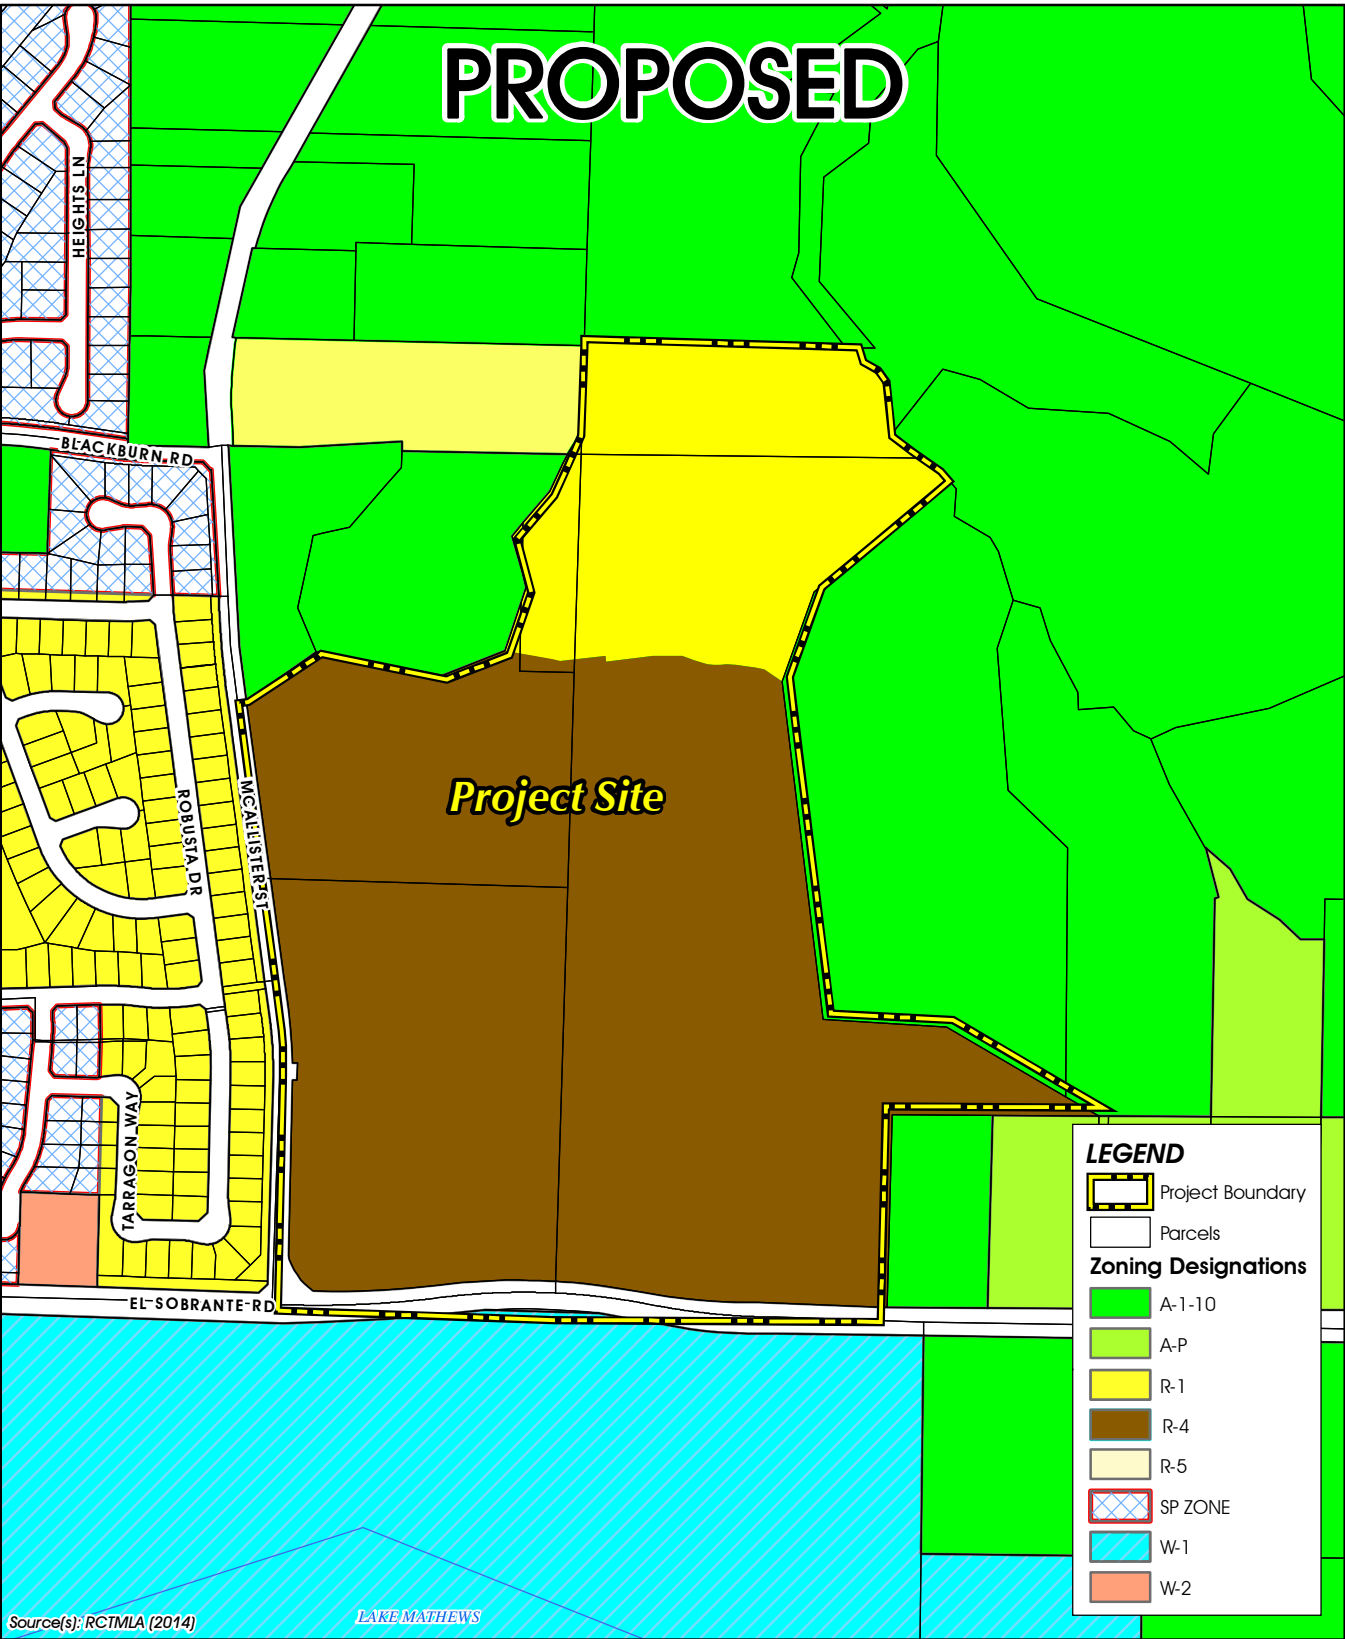 PROPOSED
HEIGHTS LN
BLACKBURN RD
Project Site
ROBUSTA DR
MCALLISTER ST
TARRAGON WAY
EL SOBRANTE RD
LEGEND
Project Boundary
Parcels
Zoning Designations
A-1-10
A-P
R-1
R-4
R-5
SP ZONE
W-1
W-2
Source(s): RCTMLA (2014)
LAKE MATHEWS